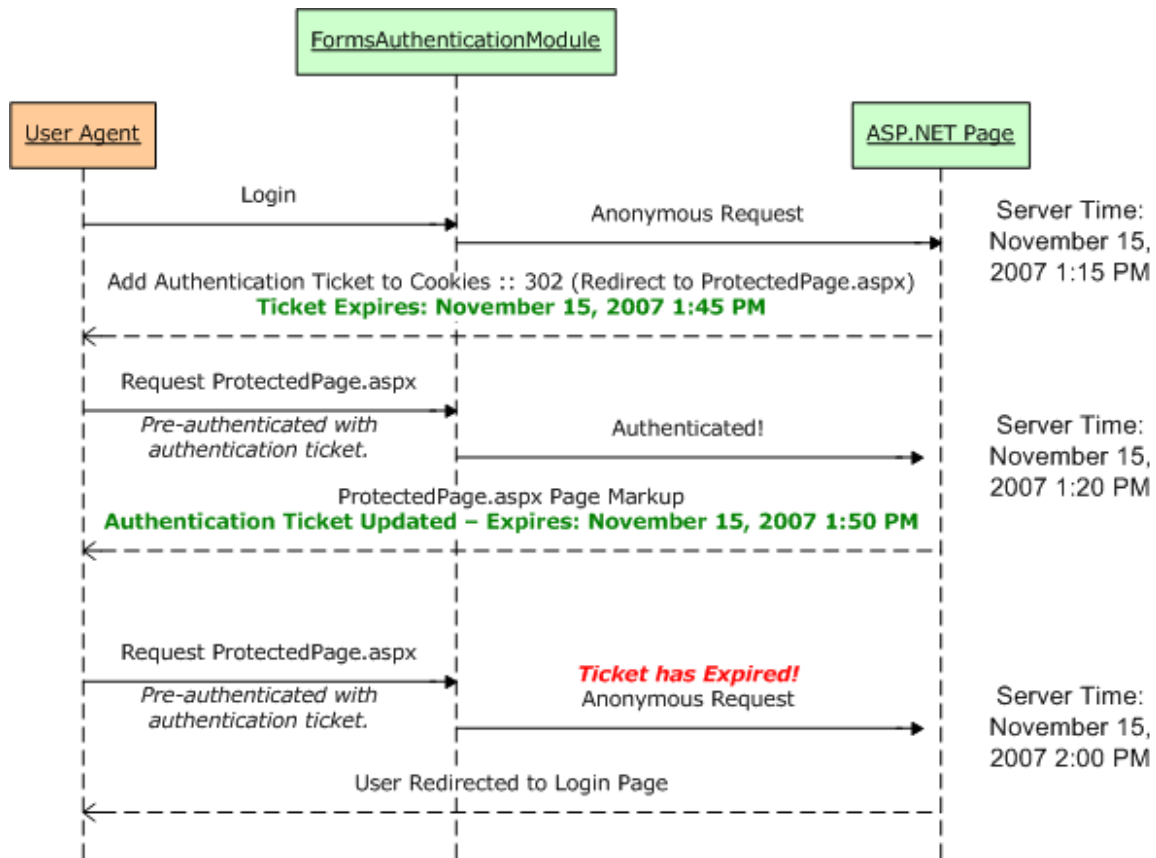 FormsAuthenticationModule
User Agent
ASP.NET Page
Login
Anonymous Request
Server Time:
November 15,
2007 1:15 PM
Add Authentication Ticket to Cookies :: 302 (Redirect to ProtectedPage.aspx)
Ticket Expires: November 15, 2007 1:45 PM
Request ProtectedPage.aspx
Pre-authenticated with
authentication ticket.
Authenticated!
Server Time:
November 15,
2007 1:20 PM
ProtectedPage.aspx Page Markup
Authentication Ticket Updated – Expires: November 15, 2007 1:50 PM
Request ProtectedPage.aspx
Pre-authenticated with
authentication ticket.
Ticket has Expired!
Anonymous Request
Server Time:
November 15,
2007 2:00 PM
User Redirected to Login Page